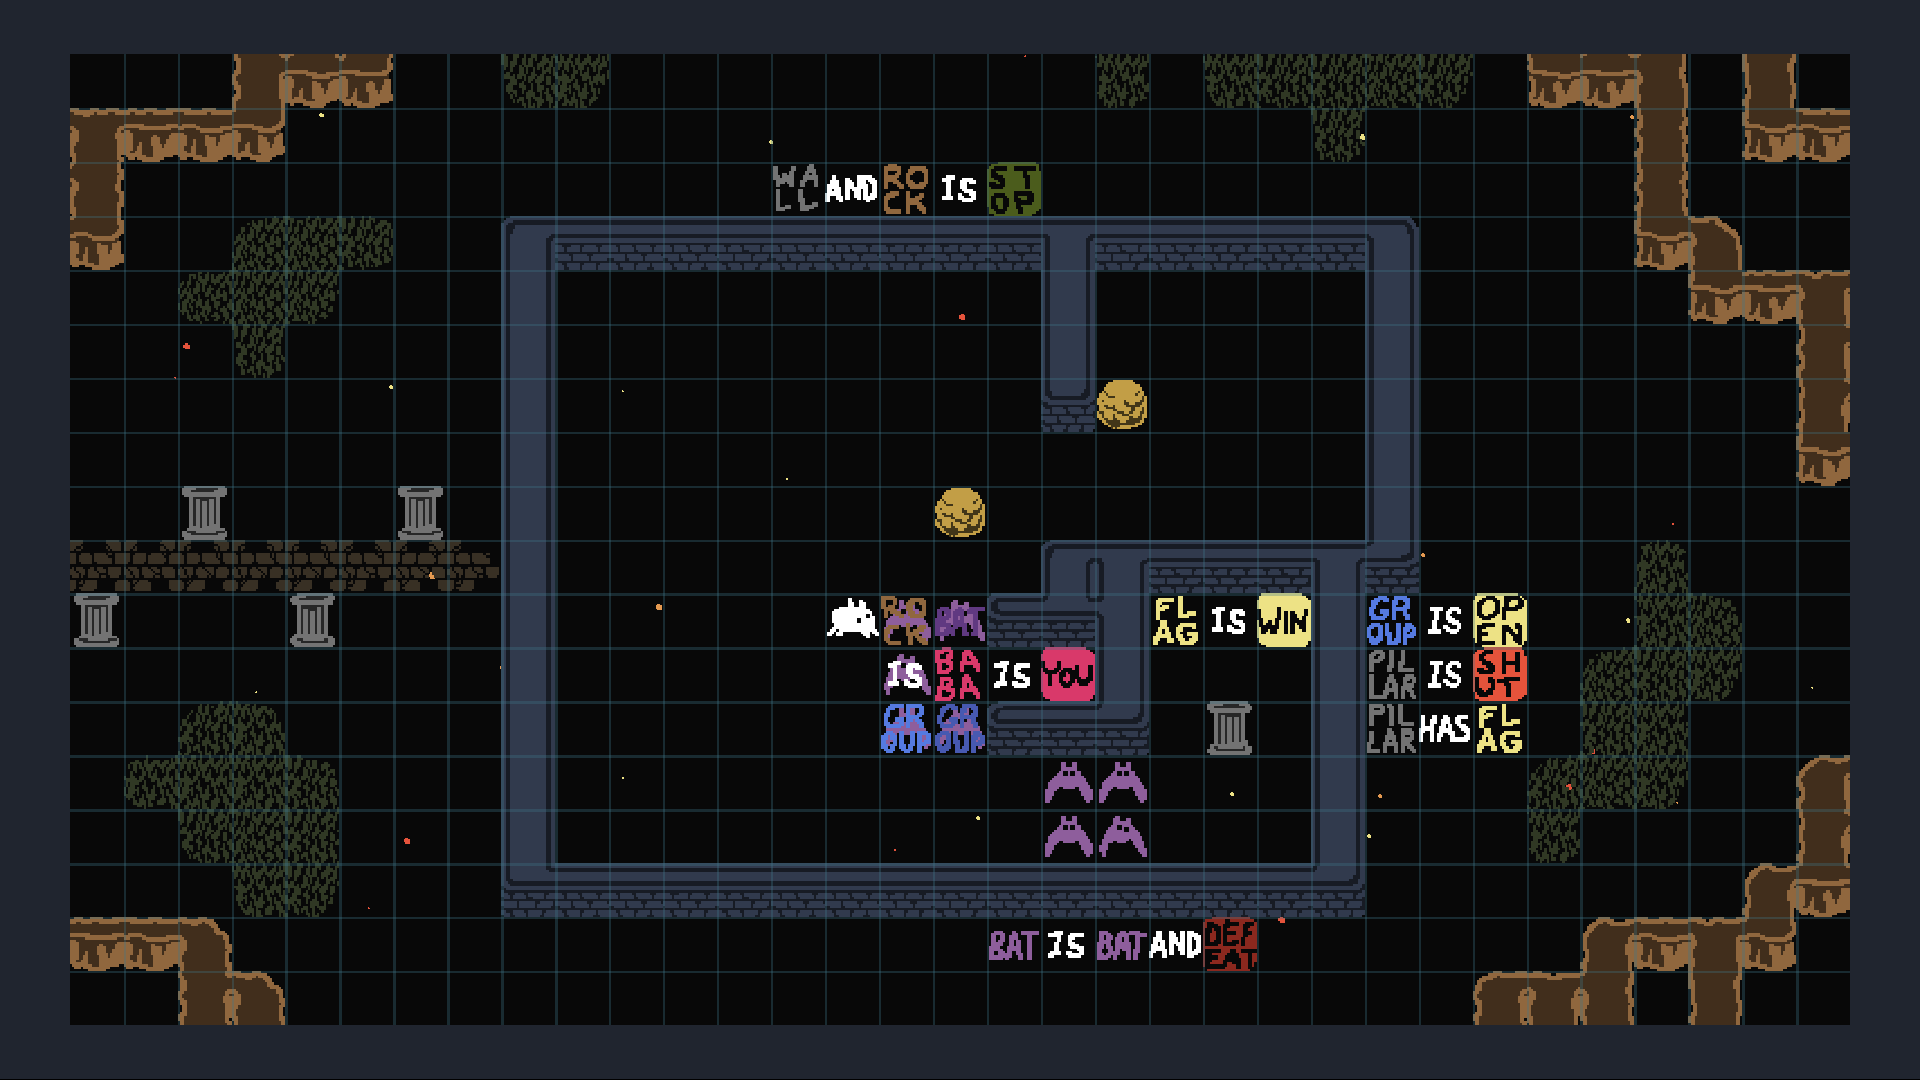 WALL AND ROCK IS STOP
ROCK BAT
FLAG IS WIN
GROUP IS OPEN
IS BABA IS YOU
PILLAR IS SHUT
GROUP GROUP
PILLAR HAS FLAG
BAT IS BAT AND DEFEAT